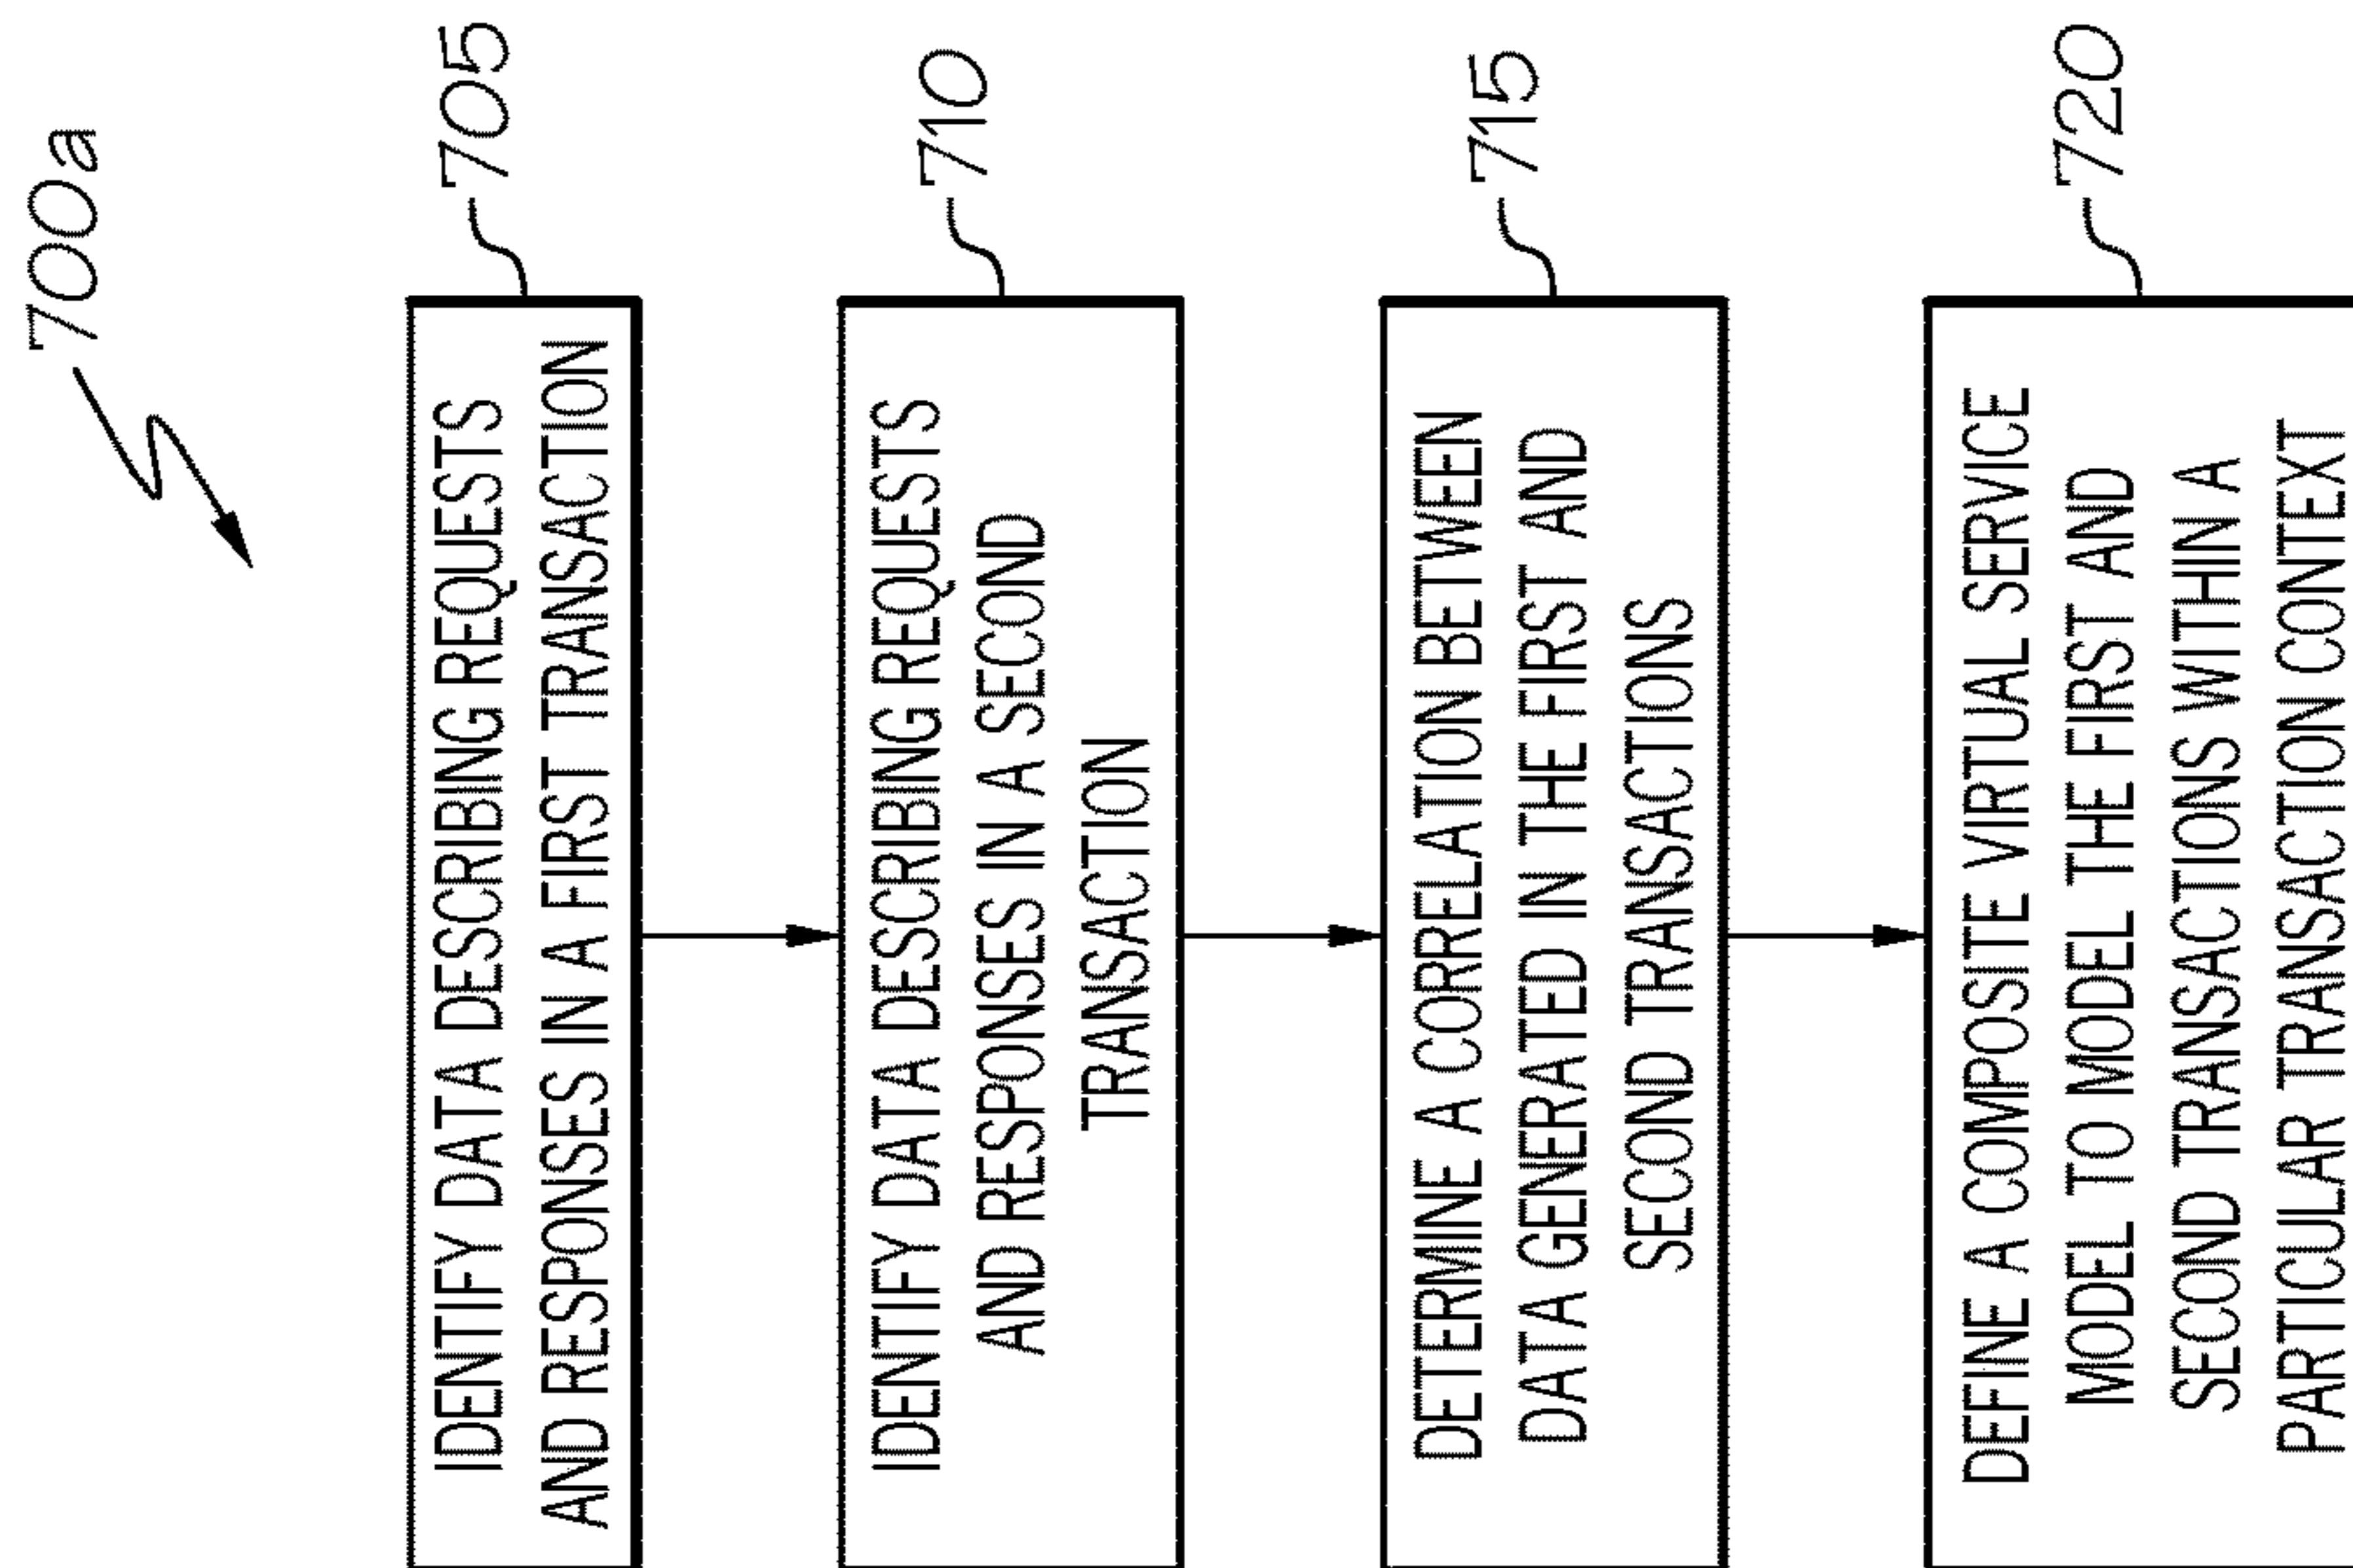 700a
705
IDENTIFY DATA DESCRIBING REQUESTS
AND RESPONSES IN A FIRST TRANSACTION
710
IDENTIFY DATA DESCRIBING REQUESTS
AND RESPONSES IN A SECOND
TRANSACTION
715
DETERMINE A CORRELATION BETWEEN
DATA GENERATED IN THE FIRST AND
SECOND TRANSACTIONS
720
DEFINE A COMPOSITE VIRTUAL SERVICE
MODEL TO MODEL THE FIRST AND
SECOND TRANSACTIONS WITHIN A
PARTICULAR TRANSACTION CONTEXT